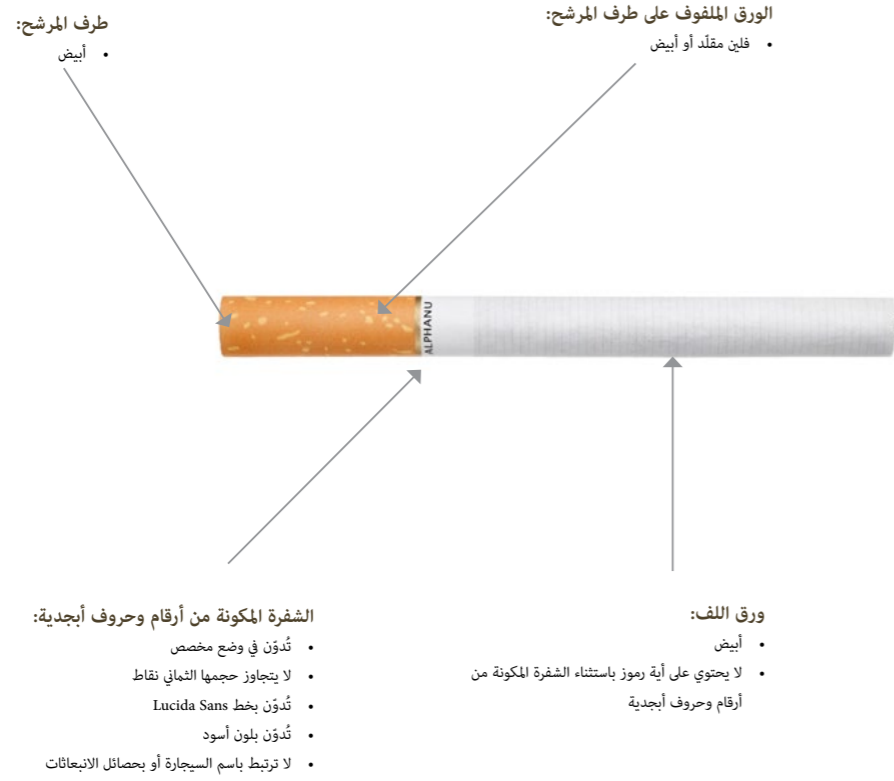 الورق الملفوف على طرف المرشح:
• فلين مقلّد أو أبيض
طرف المرشح:
• أبيض
ALPHANU
ورق اللف:
• أبيض
• لا يحتوي على أية رموز باستثناء الشفرة المكونة من
أرقام وحروف أبجدية
الشفرة المكونة من أرقام وحروف أبجدية:
• تُدوّن في وضع مخصص
• لا يتجاوز حجمها الثماني نقاط
• تُدوّن بخط Lucida Sans
• تُدوّن بلون أسود
• لا ترتبط باسم السيجارة أو بحصائل الانبعاثات